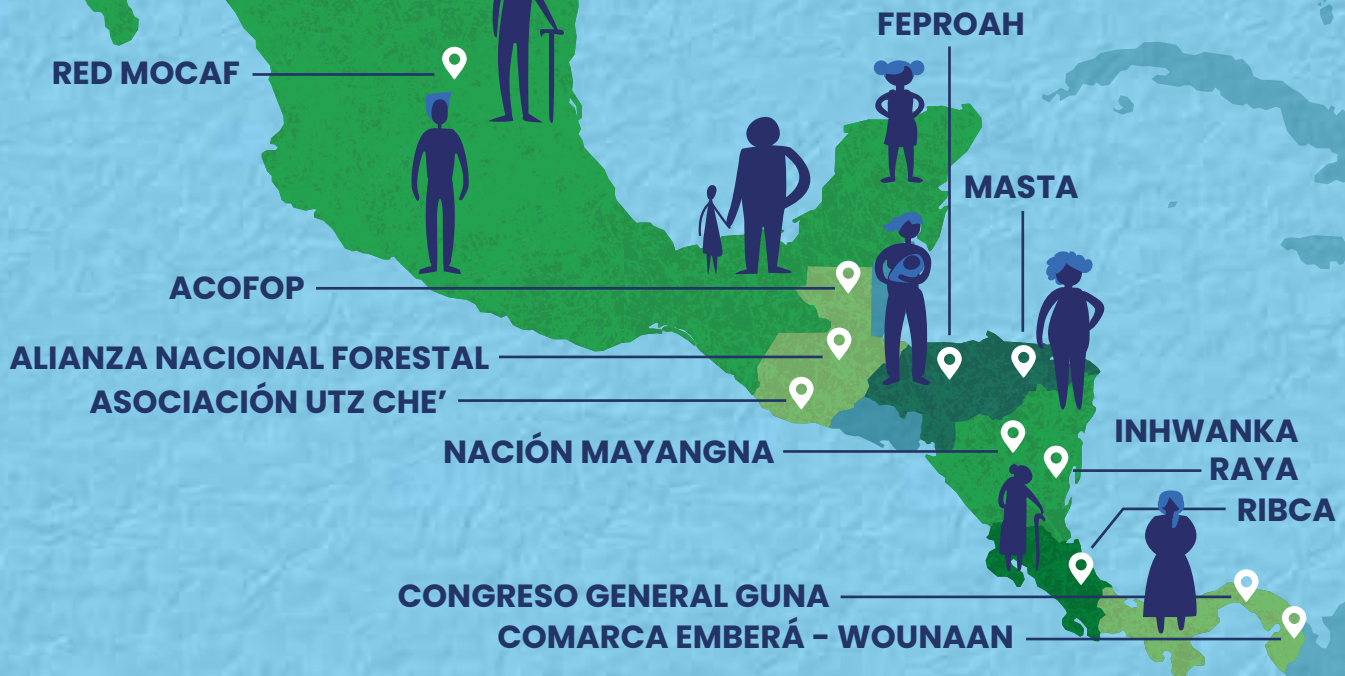 FEPROAH
RED MOCAF
MASTA
ACOFOP
ALIANZA NACIONAL FORESTAL
ASOCIACIÓN UTZ CHE’
NACIÓN MAYANGNA
INHWANKA
RAYA
RIBCA
CONGRESO GENERAL GUNA
COMARCA EMBERÁ - WOUNAAN